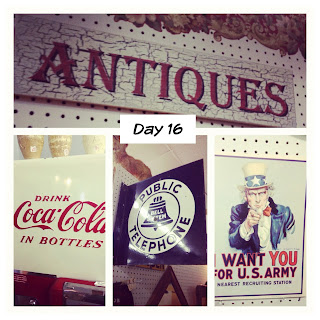 ANTIQUES
Day 16
DRINK
Coca-Cola
IN BOTTLES
PUBLIC
BELL
SYSTEM
TELEPHONE
WANT YOU
FOR U.S. ARMY
NEAREST RECRUITING STATION